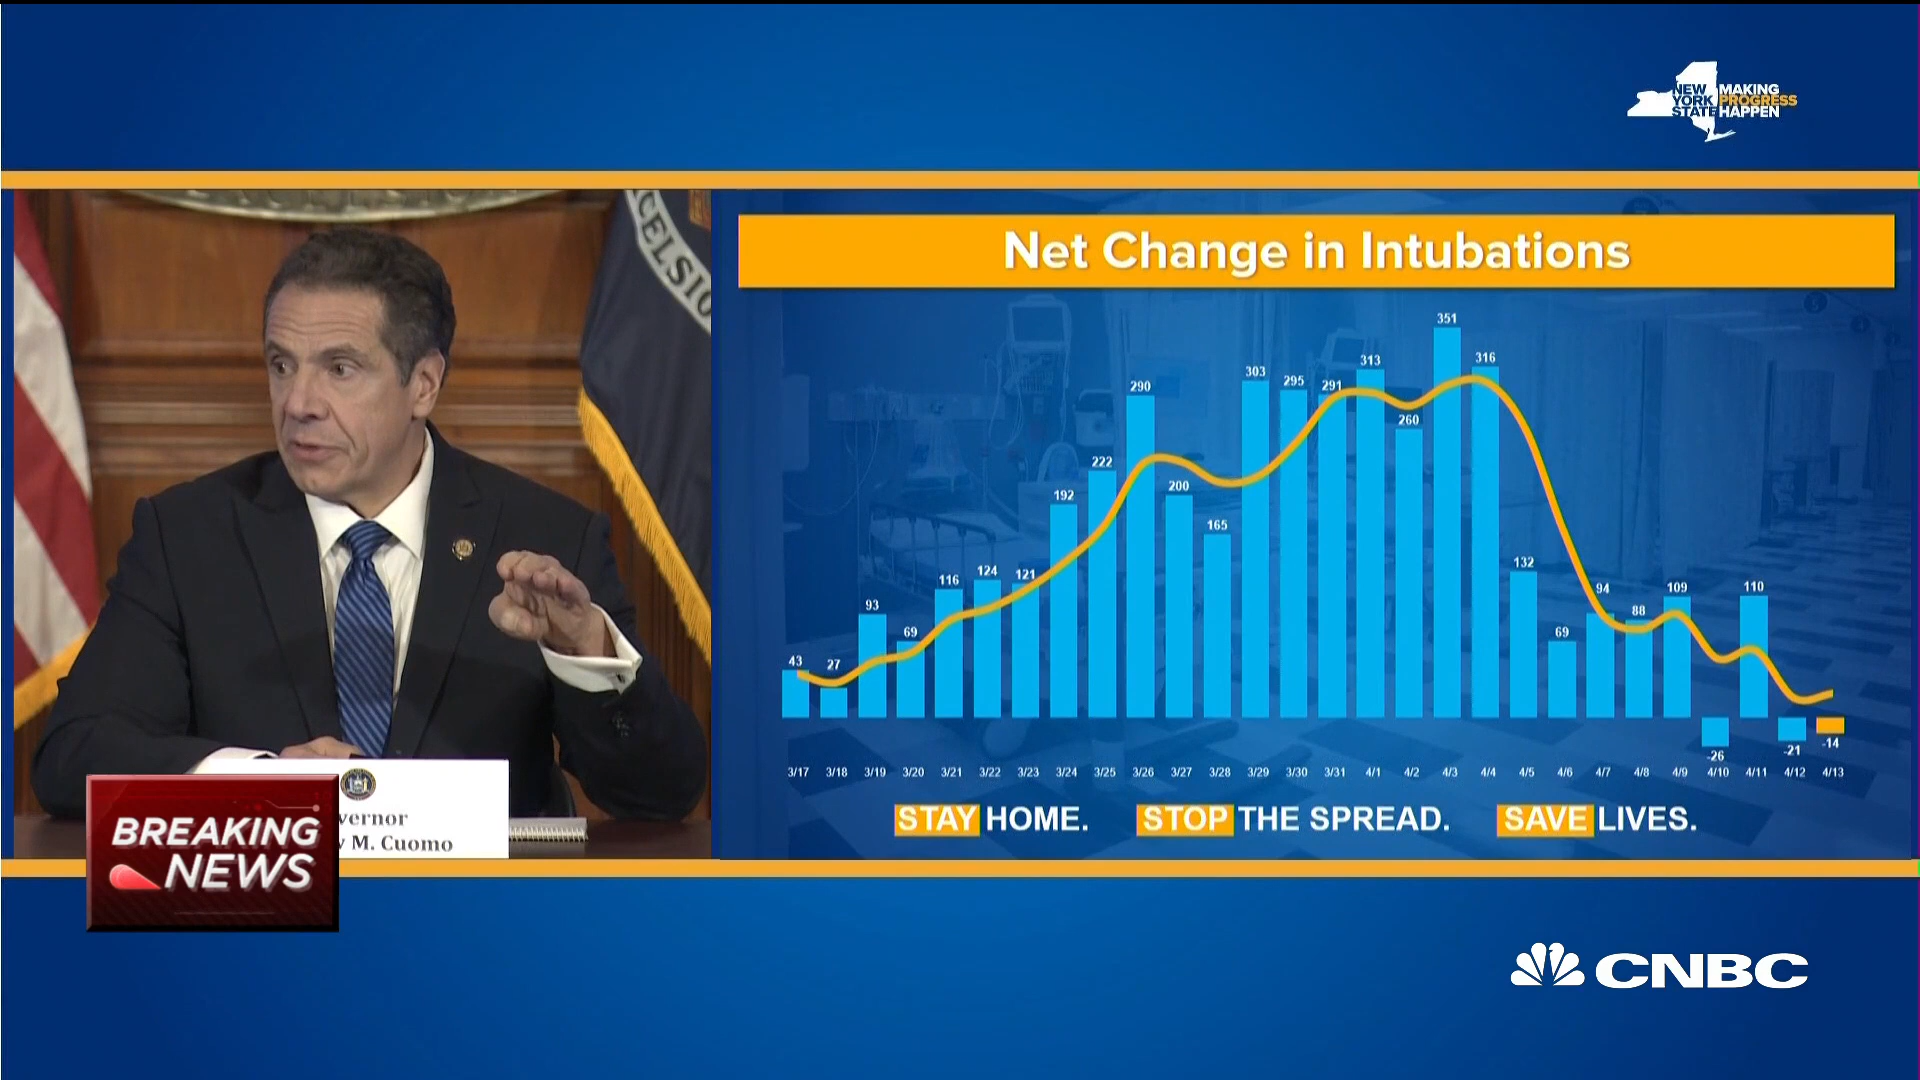 NEW
YORK
STATE
MAKING
PROGRESS
HAPPEN
CELSIO
Net Change in Intubations
43 27 93 69 116 124 121 192 222 290 200 165 303 295 291 313 260 351 316 132 69 94 88 109 -26 110 -21 -14
3/17 3/18 3/19 3/20 3/21 3/22 3/23 3/24 3/25 3/26 3/27 3/28 3/29 3/30 3/31 4/1 4/2 4/3 4/4 4/5 4/6 4/7 4/8 4/9 4/10 4/11 4/12 4/13
STAY HOME. STOP THE SPREAD. SAVE LIVES.
vernor
M. Cuomo
BREAKING
NEWS
CNBC